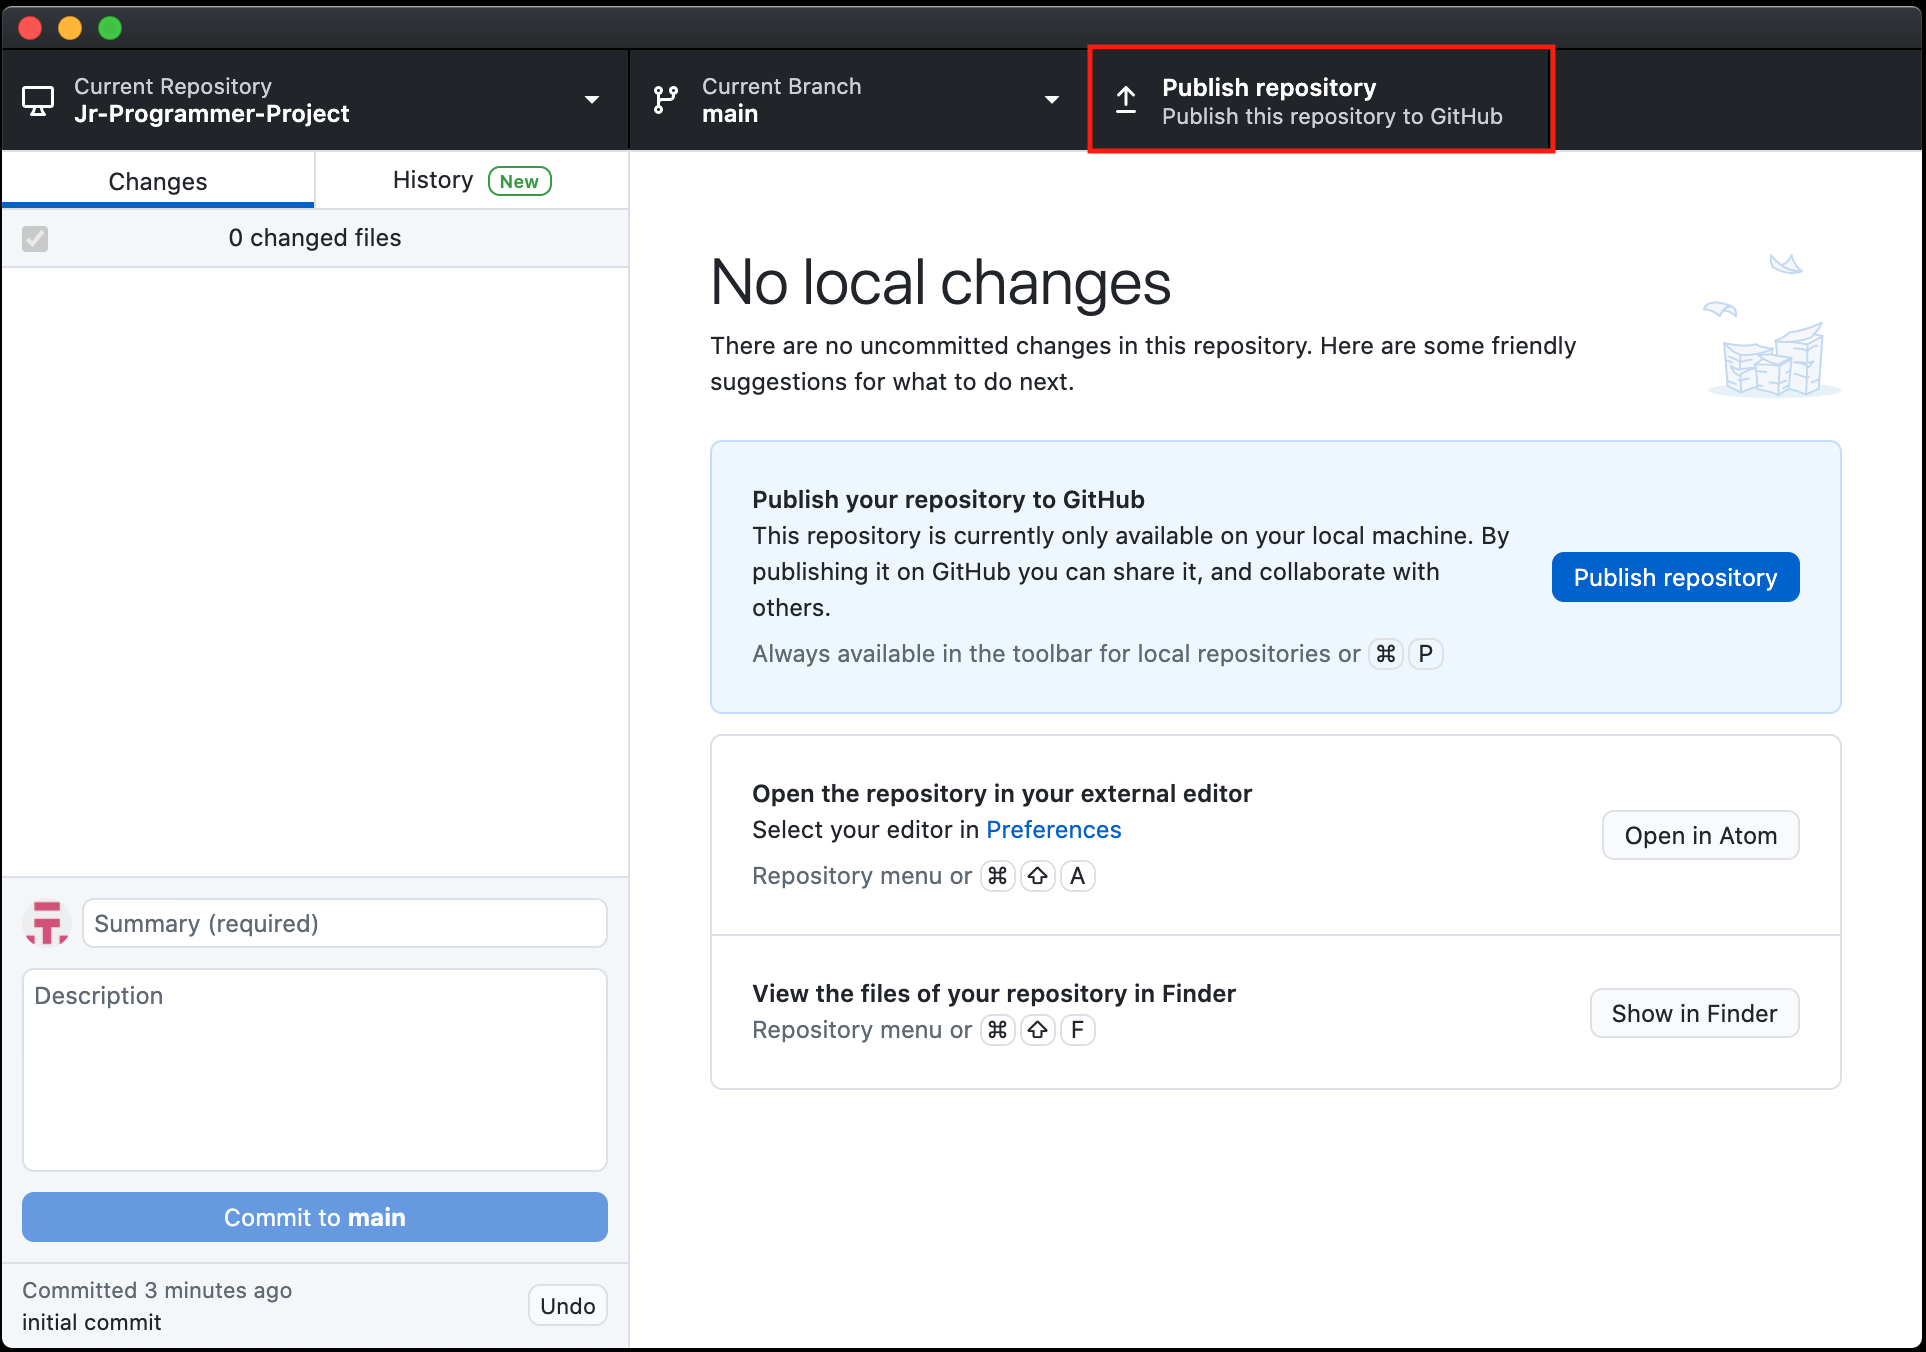 Current Repository
Jr-Programmer-Project
Current Branch
main
Publish repository
Publish this repository to GitHub
Changes
History New
0 changed files
No local changes
There are no uncommitted changes in this repository. Here are some friendly
suggestions for what to do next.
Publish your repository to GitHub
This repository is currently only available on your local machine. By
publishing it on GitHub you can share it, and collaborate with
others.
Always available in the toolbar for local repositories or ⌘ P
Publish repository
Open the repository in your external editor
Select your editor in Preferences
Repository menu or ⌘ ⇧ A
Open in Atom
View the files of your repository in Finder
Repository menu or ⌘ ⇧ F
Show in Finder
Summary (required)
Description
Commit to main
Committed 3 minutes ago
initial commit
Undo